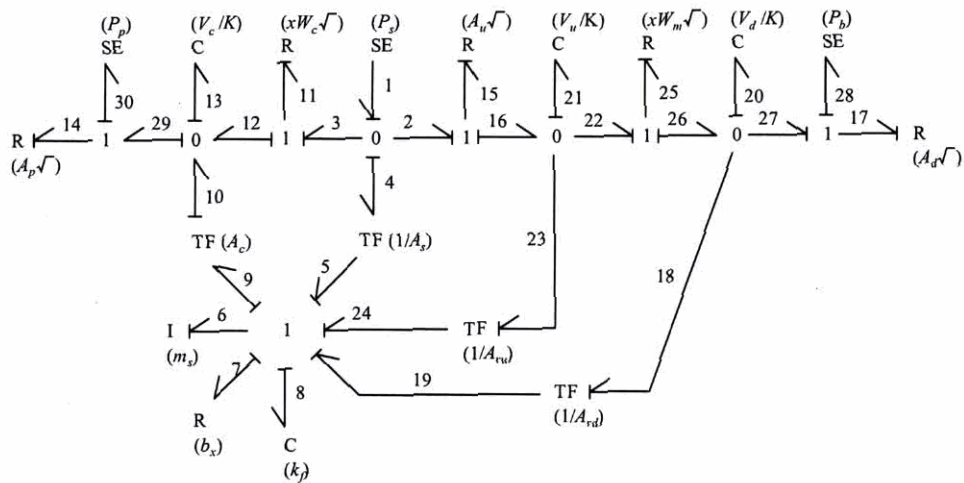 (P_p) (V_c/K) (xW_c√) (P_s) (A_u√) (V_u/K) (xW_m√) (V_d/K) (P_b)
SE C R SE R C R C SE
30 13 11 1 15 21 25 20 28
14 29 12 3 2 16 22 26 27 17
R 1 0 1 0 1 0 1 0 1 R
(A_p√) (A_d√)
10 4
TF (A_c) TF (1/A_s) 23
18
9 5
6 24
I 1 TF
(m_s) (1/A_ru)
7 8 19
TF
R (1/A_rd)
(b_x) C
(k_f)